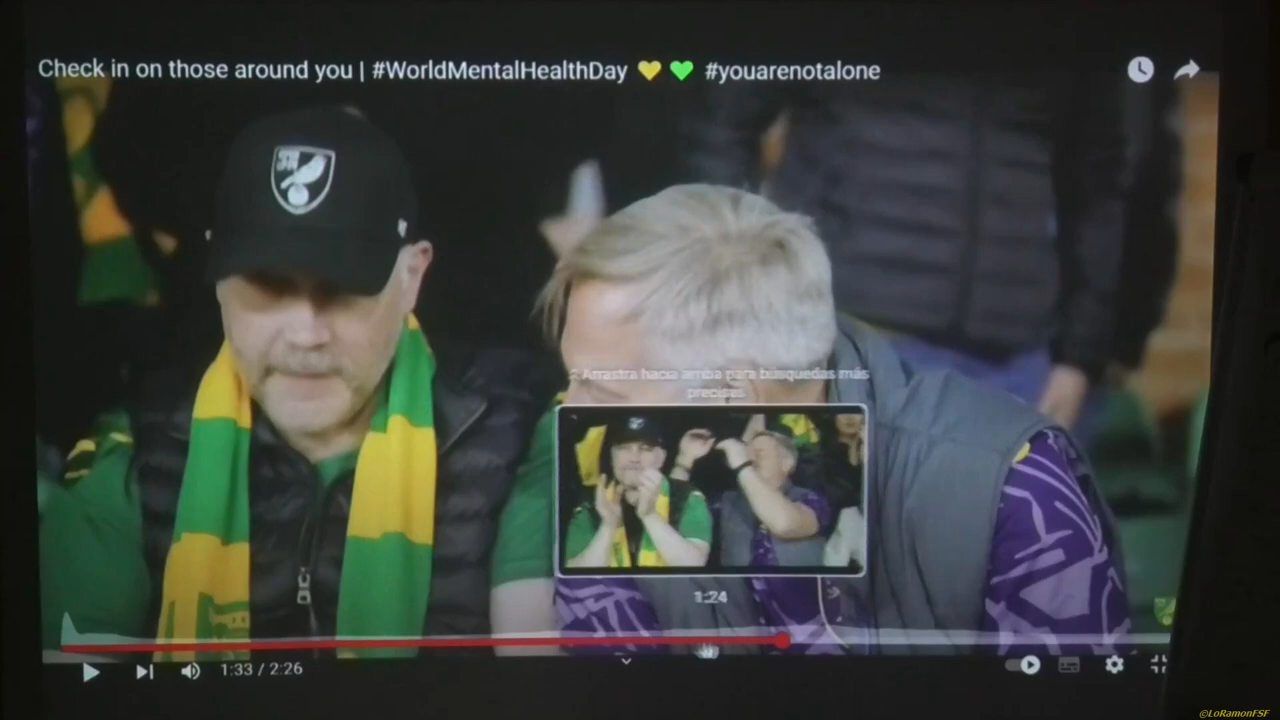 Check in on those around you | #WorldMentalHealthDay 💛 💚 #youarenotalone
Arrastra hacia arriba para búsquedas más
precisas
1:24
1:33 / 2:26
©LoRamonFSF